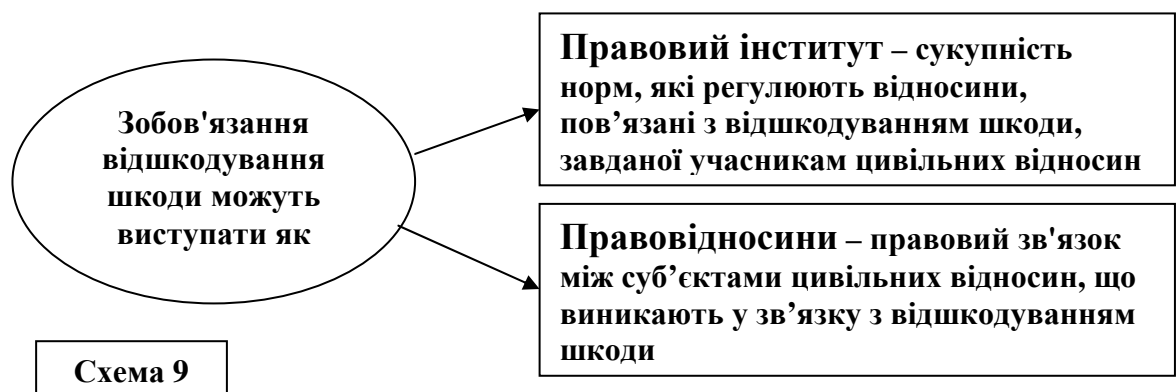 Зобов'язання
відшкодування
шкоди можуть
виступати як
Правовий інститут – сукупність
норм, які регулюють відносини,
пов’язані з відшкодуванням шкоди,
завданої учасникам цивільних відносин
Правовідносини – правовий зв'язок
між суб’єктами цивільних відносин, що
виникають у зв’язку з відшкодуванням
шкоди
Схема 9